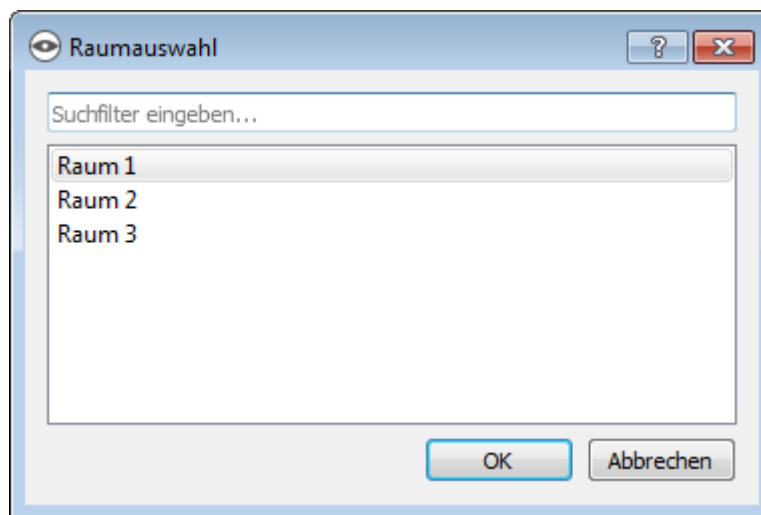 Raumauswahl
?
Suchfilter eingeben...
Raum 1
Raum 2
Raum 3
OK Abbrechen